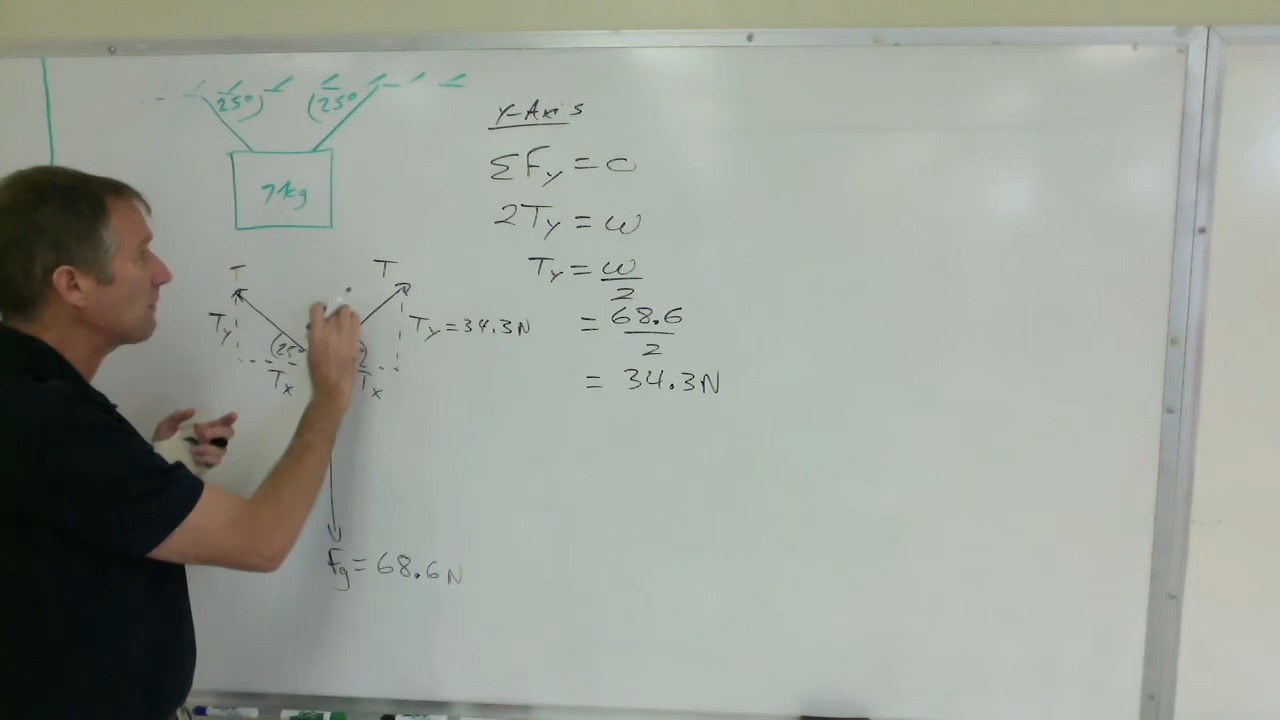 25° 25°
7kg
Y-Axis
ΣFy = 0
2Ty = w
Ty = w/2
= 68.6/2
= 34.3N
T T
Ty Ty = 34.3N
(25
Tx Tx
Fg = 68.6N